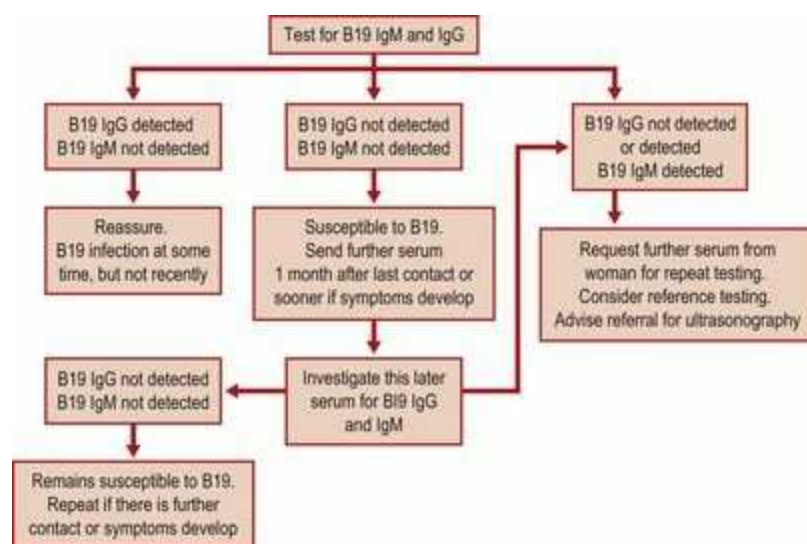 Test for B19 IgM and IgG
B19 IgG detected
B19 IgM not detected
B19 IgG not detected
B19 IgM not detected
B19 IgG not detected
or detected
B19 IgM detected
Reassure.
B19 infection at some
time, but not recently
Susceptible to B19.
Send further serum
1 month after last contact or
sooner if symptoms develop
Request further serum from
woman for repeat testing.
Consider reference testing.
Advise referral for ultrasonography
B19 IgG not detected
B19 IgM not detected
Investigate this later
serum for BI9 IgG
and IgM
Remains susceptible to B19.
Repeat if there is further
contact or symptoms develop